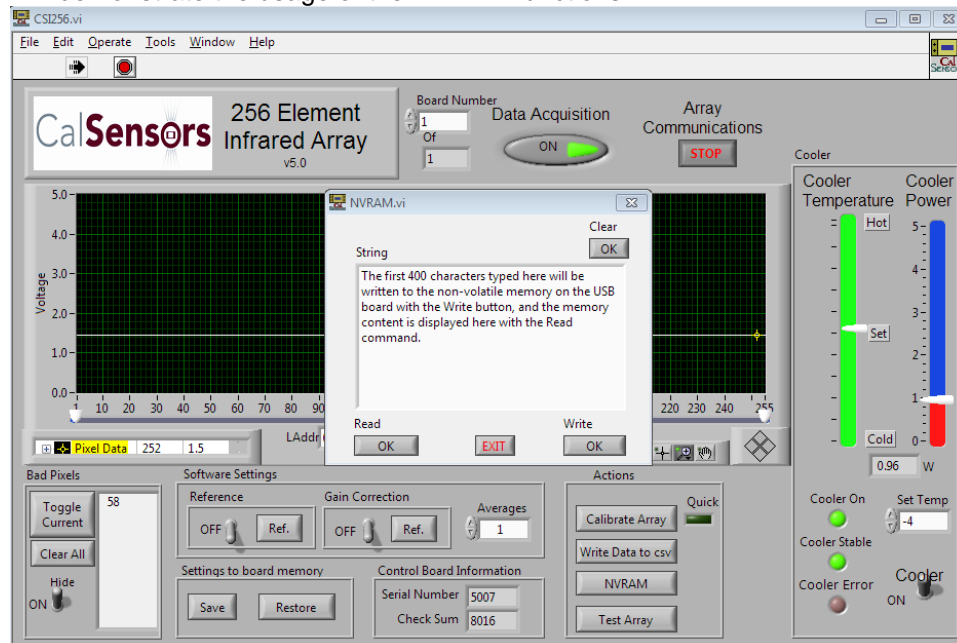 CSI256.vi
File Edit Operate Tools Window Help
CalSensors
256 Element
Infrared Array
v5.0
Board Number
1
Of
1
Data Acquisition
ON
Array
Communications
STOP
5.0
4.0
3.0
2.0
1.0
0.0
Voltage
1 10 20 30 40 50 60 70 80 90
220 230 240 255
NVRAM.vi
Clear
OK
String
The first 400 characters typed here will be
written to the non-volatile memory on the USB
board with the Write button, and the memory
content is displayed here with the Read
command.
Read
OK
EXIT
Write
OK
Pixel Data 252 1.5
LAddr
Cooler
Cooler
Temperature
Cooler
Power
Hot
Set
Cold
5
4
3
2
1
0
0.96 W
Cooler On
Set Temp
-4
Cooler Stable
Cooler Error
Cooler
ON
Bad Pixels
Toggle
Current
58
Clear All
Hide
ON
Software Settings
Reference
OFF Ref.
Gain Correction
OFF Ref.
Averages
1
Settings to board memory
Save Restore
Control Board Information
Serial Number 5007
Check Sum 8016
Actions
Calibrate Array
Quick
Write Data to csv
NVRAM
Test Array